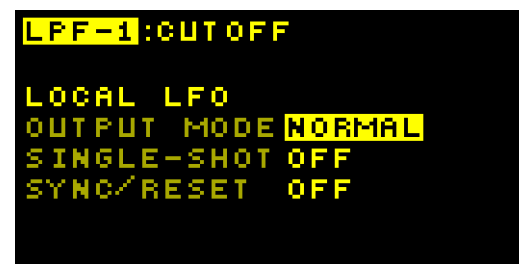 LPF-1:CUTOFF
LOCAL LFO
OUTPUT MODE NORMAL
SINGLE-SHOT OFF
SYNC/RESET OFF